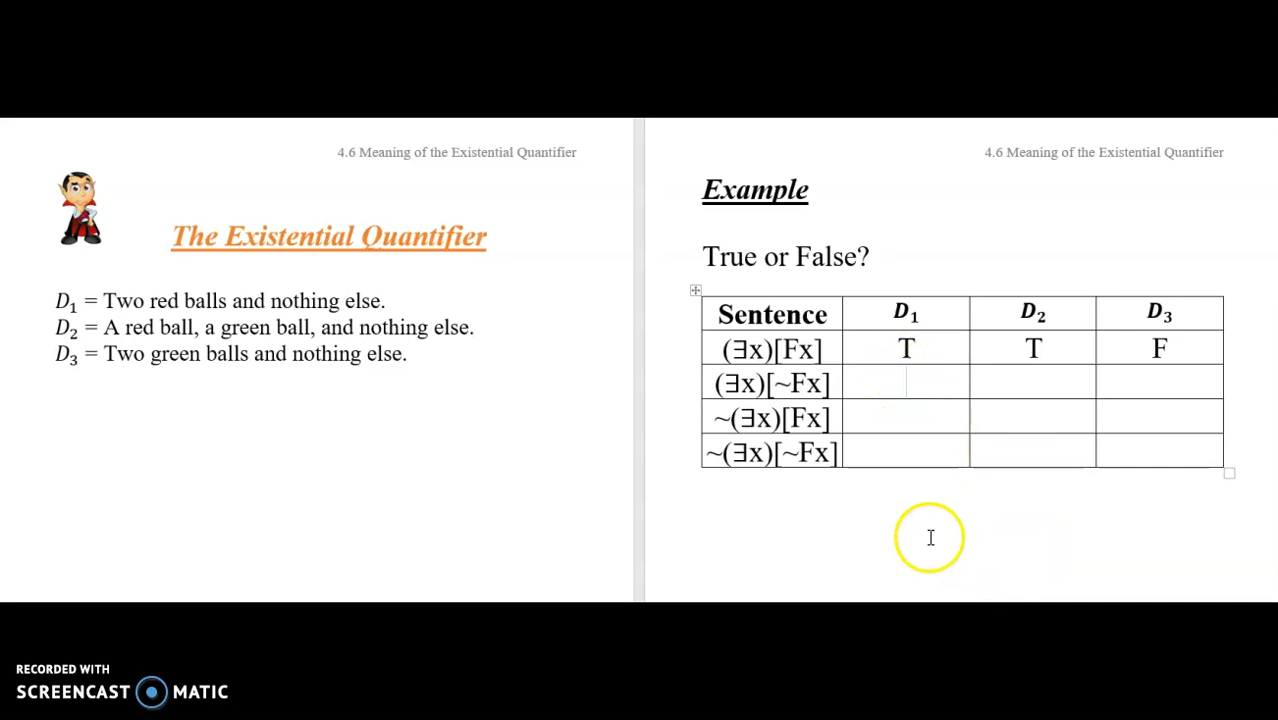 4.6 Meaning of the Existential Quantifier
The Existential Quantifier
D₁ = Two red balls and nothing else.
D₂ = A red ball, a green ball, and nothing else.
D₃ = Two green balls and nothing else.
4.6 Meaning of the Existential Quantifier
Example
True or False?
Sentence D₁ D₂ D₃
(∃x)[Fx] T T F
(∃x)[~Fx]
~(∃x)[Fx]
~(∃x)[~Fx]
RECORDED WITH
SCREENCAST MATIC